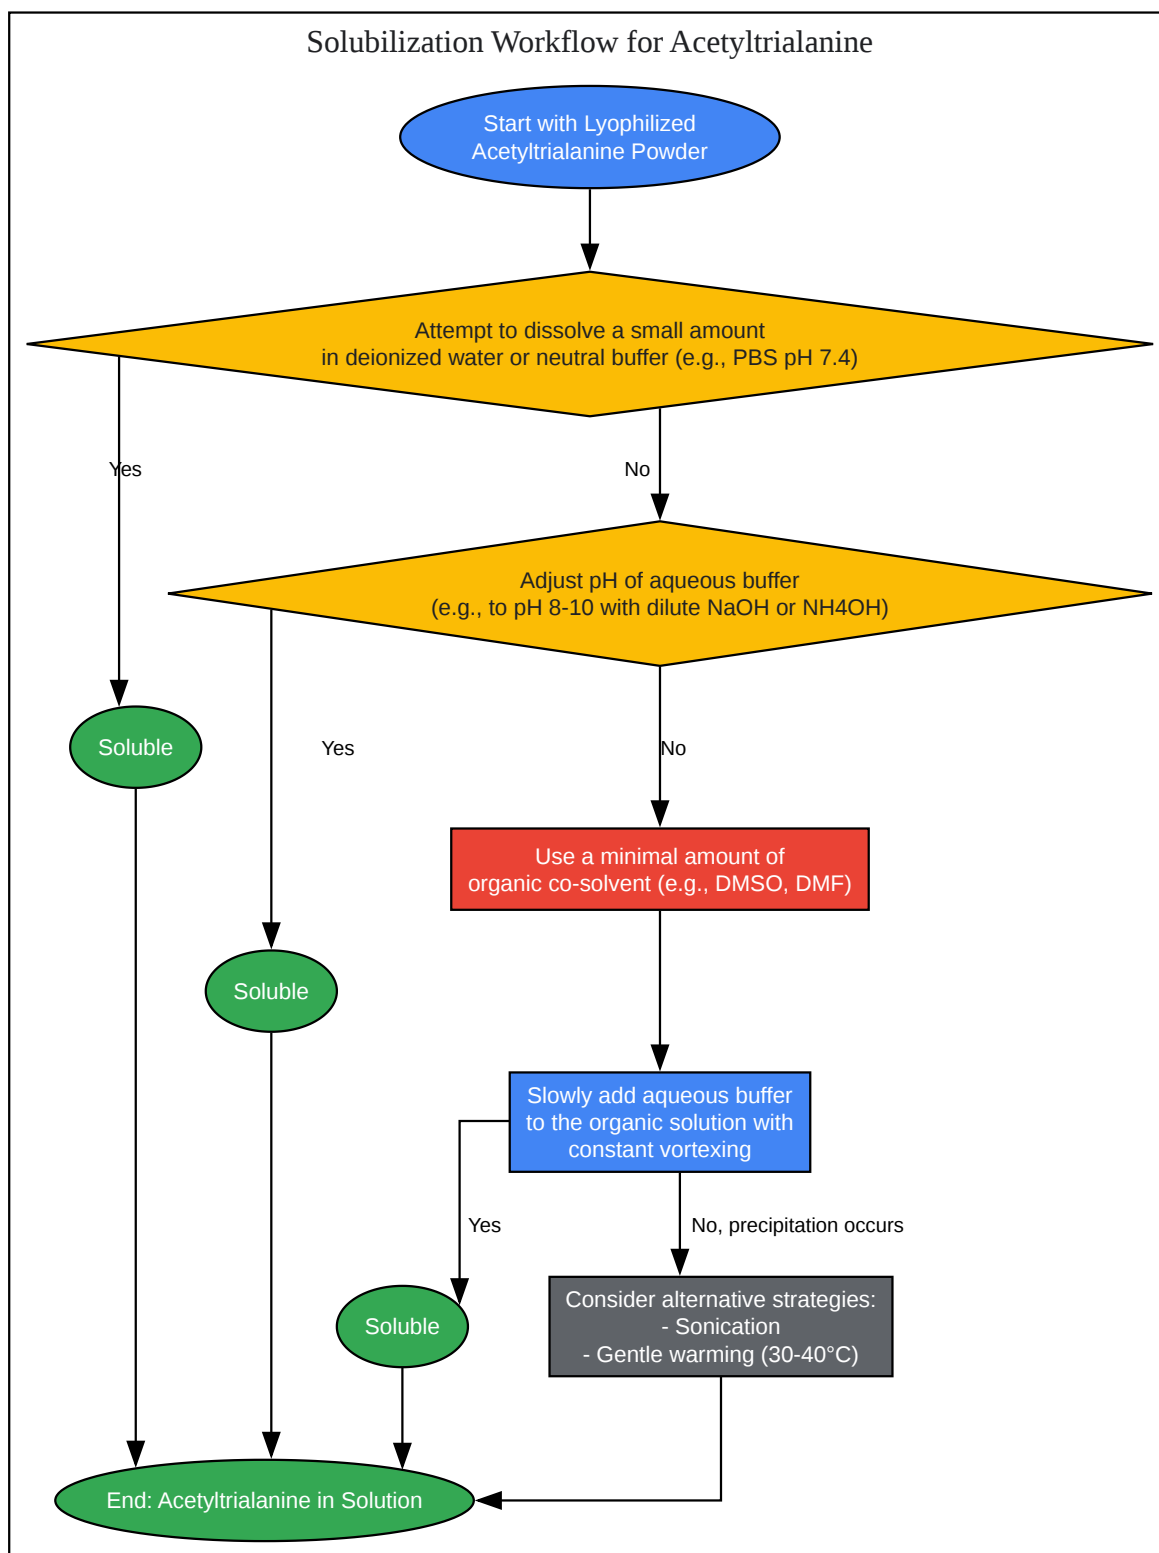 Solubilization Workflow for Acetyltrialanine
Start with Lyophilized
Acetyltrialanine Powder
Attempt to dissolve a small amount
in deionized water or neutral buffer (e.g., PBS pH 7.4)
Yes
No
Adjust pH of aqueous buffer
(e.g., to pH 8-10 with dilute NaOH or NH4OH)
Soluble
Yes
No
Use a minimal amount of
organic co-solvent (e.g., DMSO, DMF)
Soluble
Slowly add aqueous buffer
to the organic solution with
constant vortexing
Yes
No, precipitation occurs
Soluble
Consider alternative strategies:
- Sonication
- Gentle warming (30-40°C)
End: Acetyltrialanine in Solution